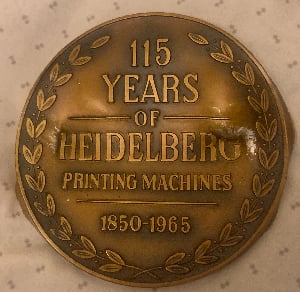 115
YEARS
OF
HEIDELBERG
PRINTING MACHINES
1850-1965